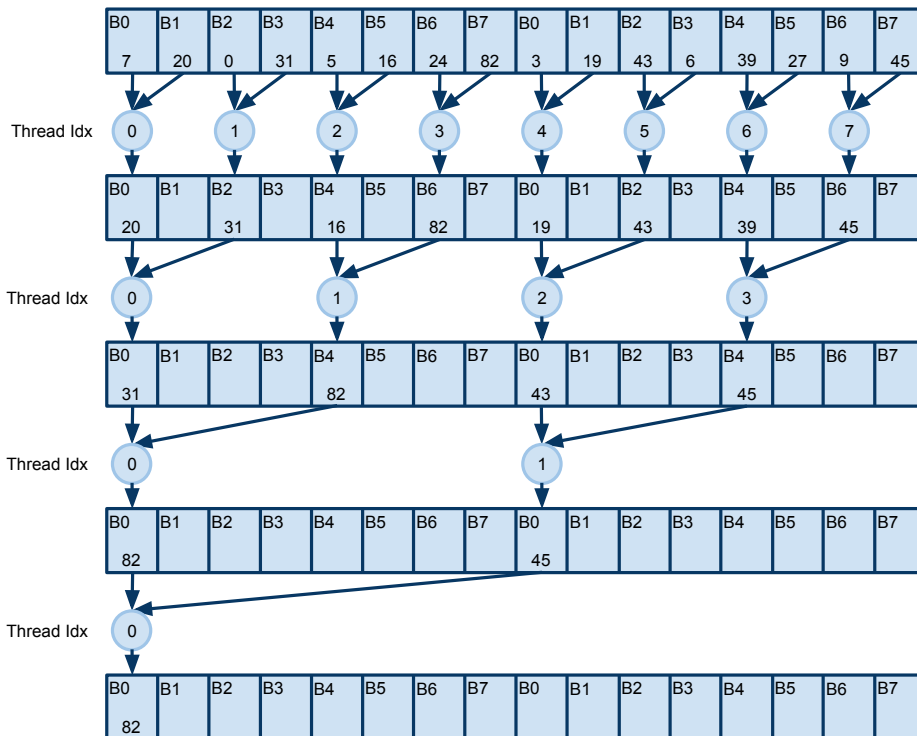 B0 B1 B2 B3 B4 B5 B6 B7 B0 B1 B2 B3 B4 B5 B6 B7
7 20 0 31 5 16 24 82 3 19 43 6 39 27 9 45
Thread Idx 0 1 2 3 4 5 6 7
B0 B1 B2 B3 B4 B5 B6 B7 B0 B1 B2 B3 B4 B5 B6 B7
20 31 16 82 19 43 39 45
Thread Idx 0 1 2 3
B0 B1 B2 B3 B4 B5 B6 B7 B0 B1 B2 B3 B4 B5 B6 B7
31 82 43 45
Thread Idx 0 1
B0 B1 B2 B3 B4 B5 B6 B7 B0 B1 B2 B3 B4 B5 B6 B7
82 45
Thread Idx 0
B0 B1 B2 B3 B4 B5 B6 B7 B0 B1 B2 B3 B4 B5 B6 B7
82